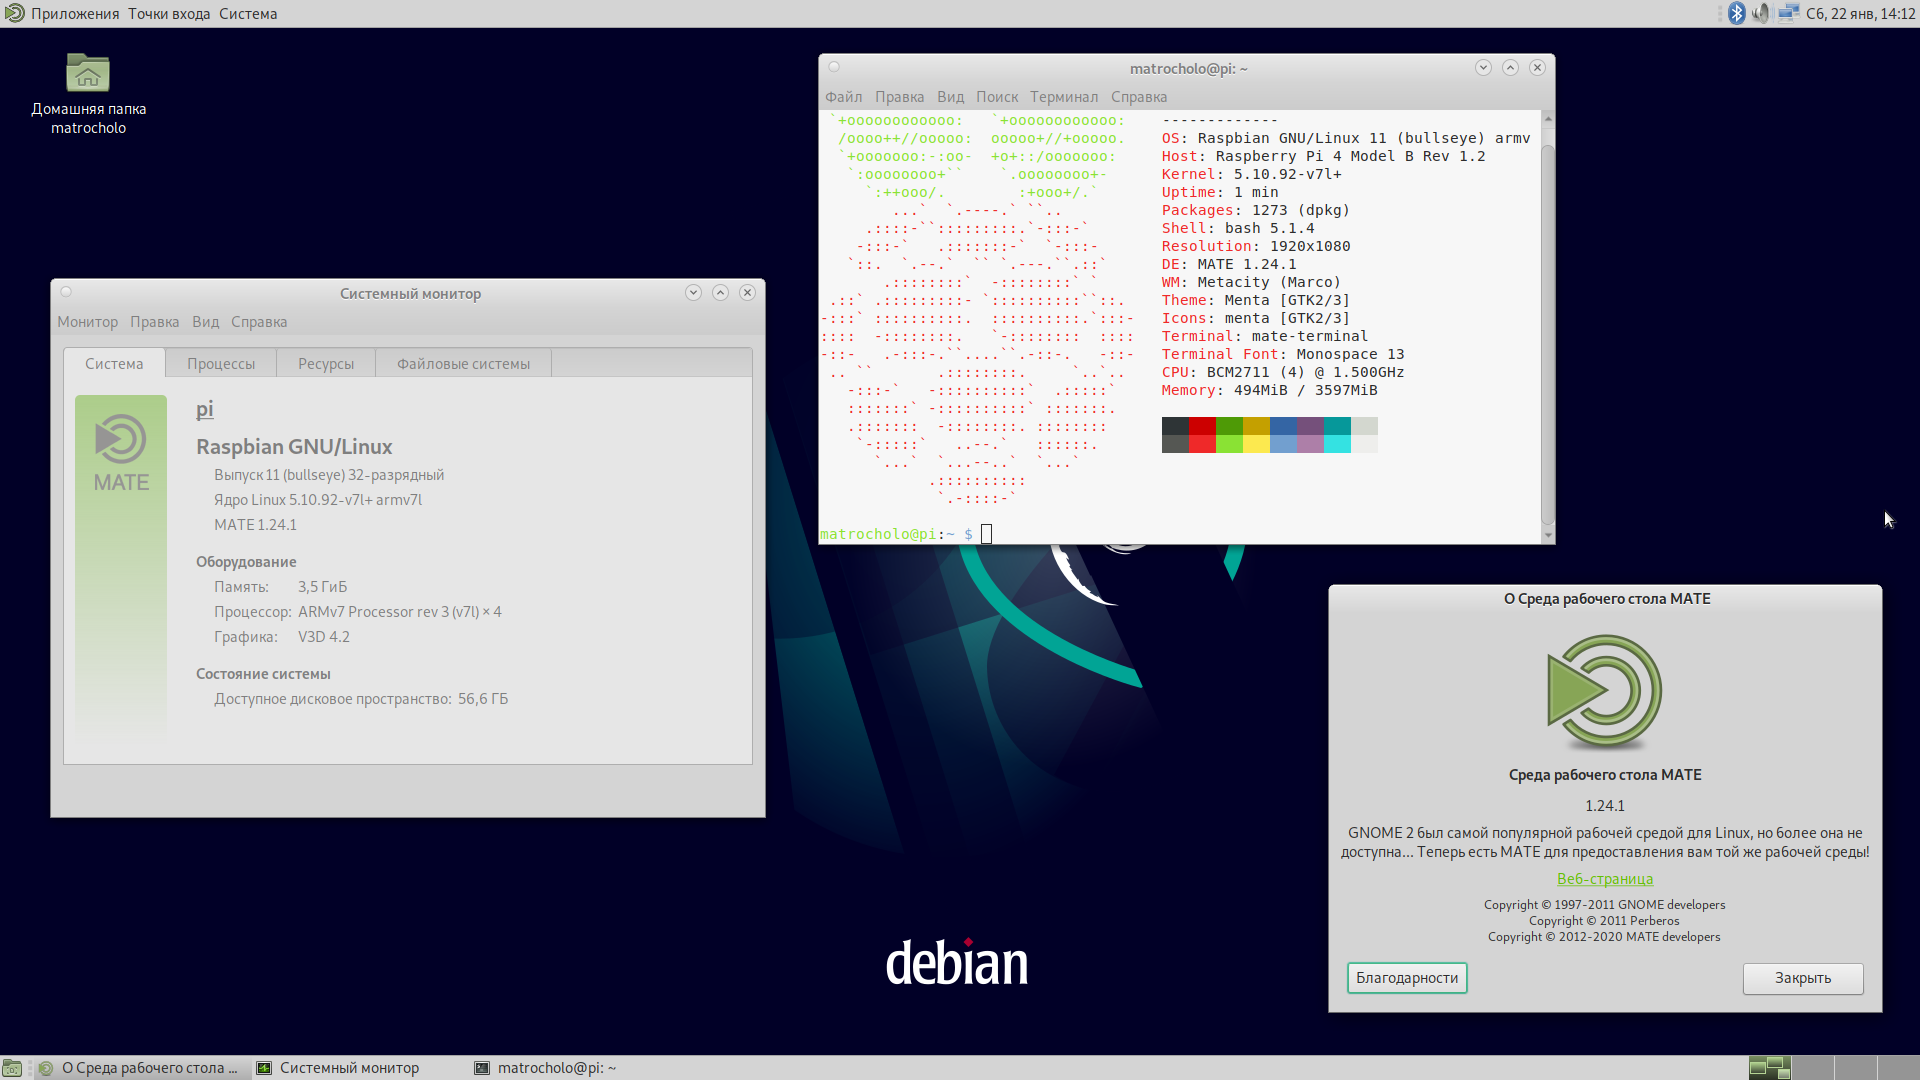 Приложения Точки входа Система
Сб, 22 янв, 14:12
Домашняя папка
matrocholo
matrocholo@pi: ~
Файл Правка Вид Поиск Терминал Справка
-------------
OS: Raspbian GNU/Linux 11 (bullseye) armv
Host: Raspberry Pi 4 Model B Rev 1.2
Kernel: 5.10.92-v7l+
Uptime: 1 min
Packages: 1273 (dpkg)
Shell: bash 5.1.4
Resolution: 1920x1080
DE: MATE 1.24.1
WM: Metacity (Marco)
Theme: Menta [GTK2/3]
Icons: menta [GTK2/3]
Terminal: mate-terminal
Terminal Font: Monospace 13
CPU: BCM2711 (4) @ 1.500GHz
Memory: 494MiB / 3597MiB
matrocholo@pi:~ $
Системный монитор
Монитор Правка Вид Справка
Система Процессы Ресурсы Файловые системы
MATE
pi
Raspbian GNU/Linux
Выпуск 11 (bullseye) 32-разрядный
Ядро Linux 5.10.92-v7l+ armv7l
MATE 1.24.1
Оборудование
Память: 3,5 ГиБ
Процессор: ARMv7 Processor rev 3 (v7l) × 4
Графика: V3D 4.2
Состояние системы
Доступное дисковое пространство: 56,6 ГБ
О Среда рабочего стола MATE
Среда рабочего стола MATE
1.24.1
GNOME 2 был самой популярной рабочей средой для Linux, но более она не
доступна... Теперь есть MATE для предоставления вам той же рабочей среды!
Веб-страница
Copyright © 1997-2011 GNOME developers
Copyright © 2011 Perberos
Copyright © 2012-2020 MATE developers
Благодарности Закрыть
debian
О Среда рабочего стола ... Системный монитор matrocholo@pi: ~